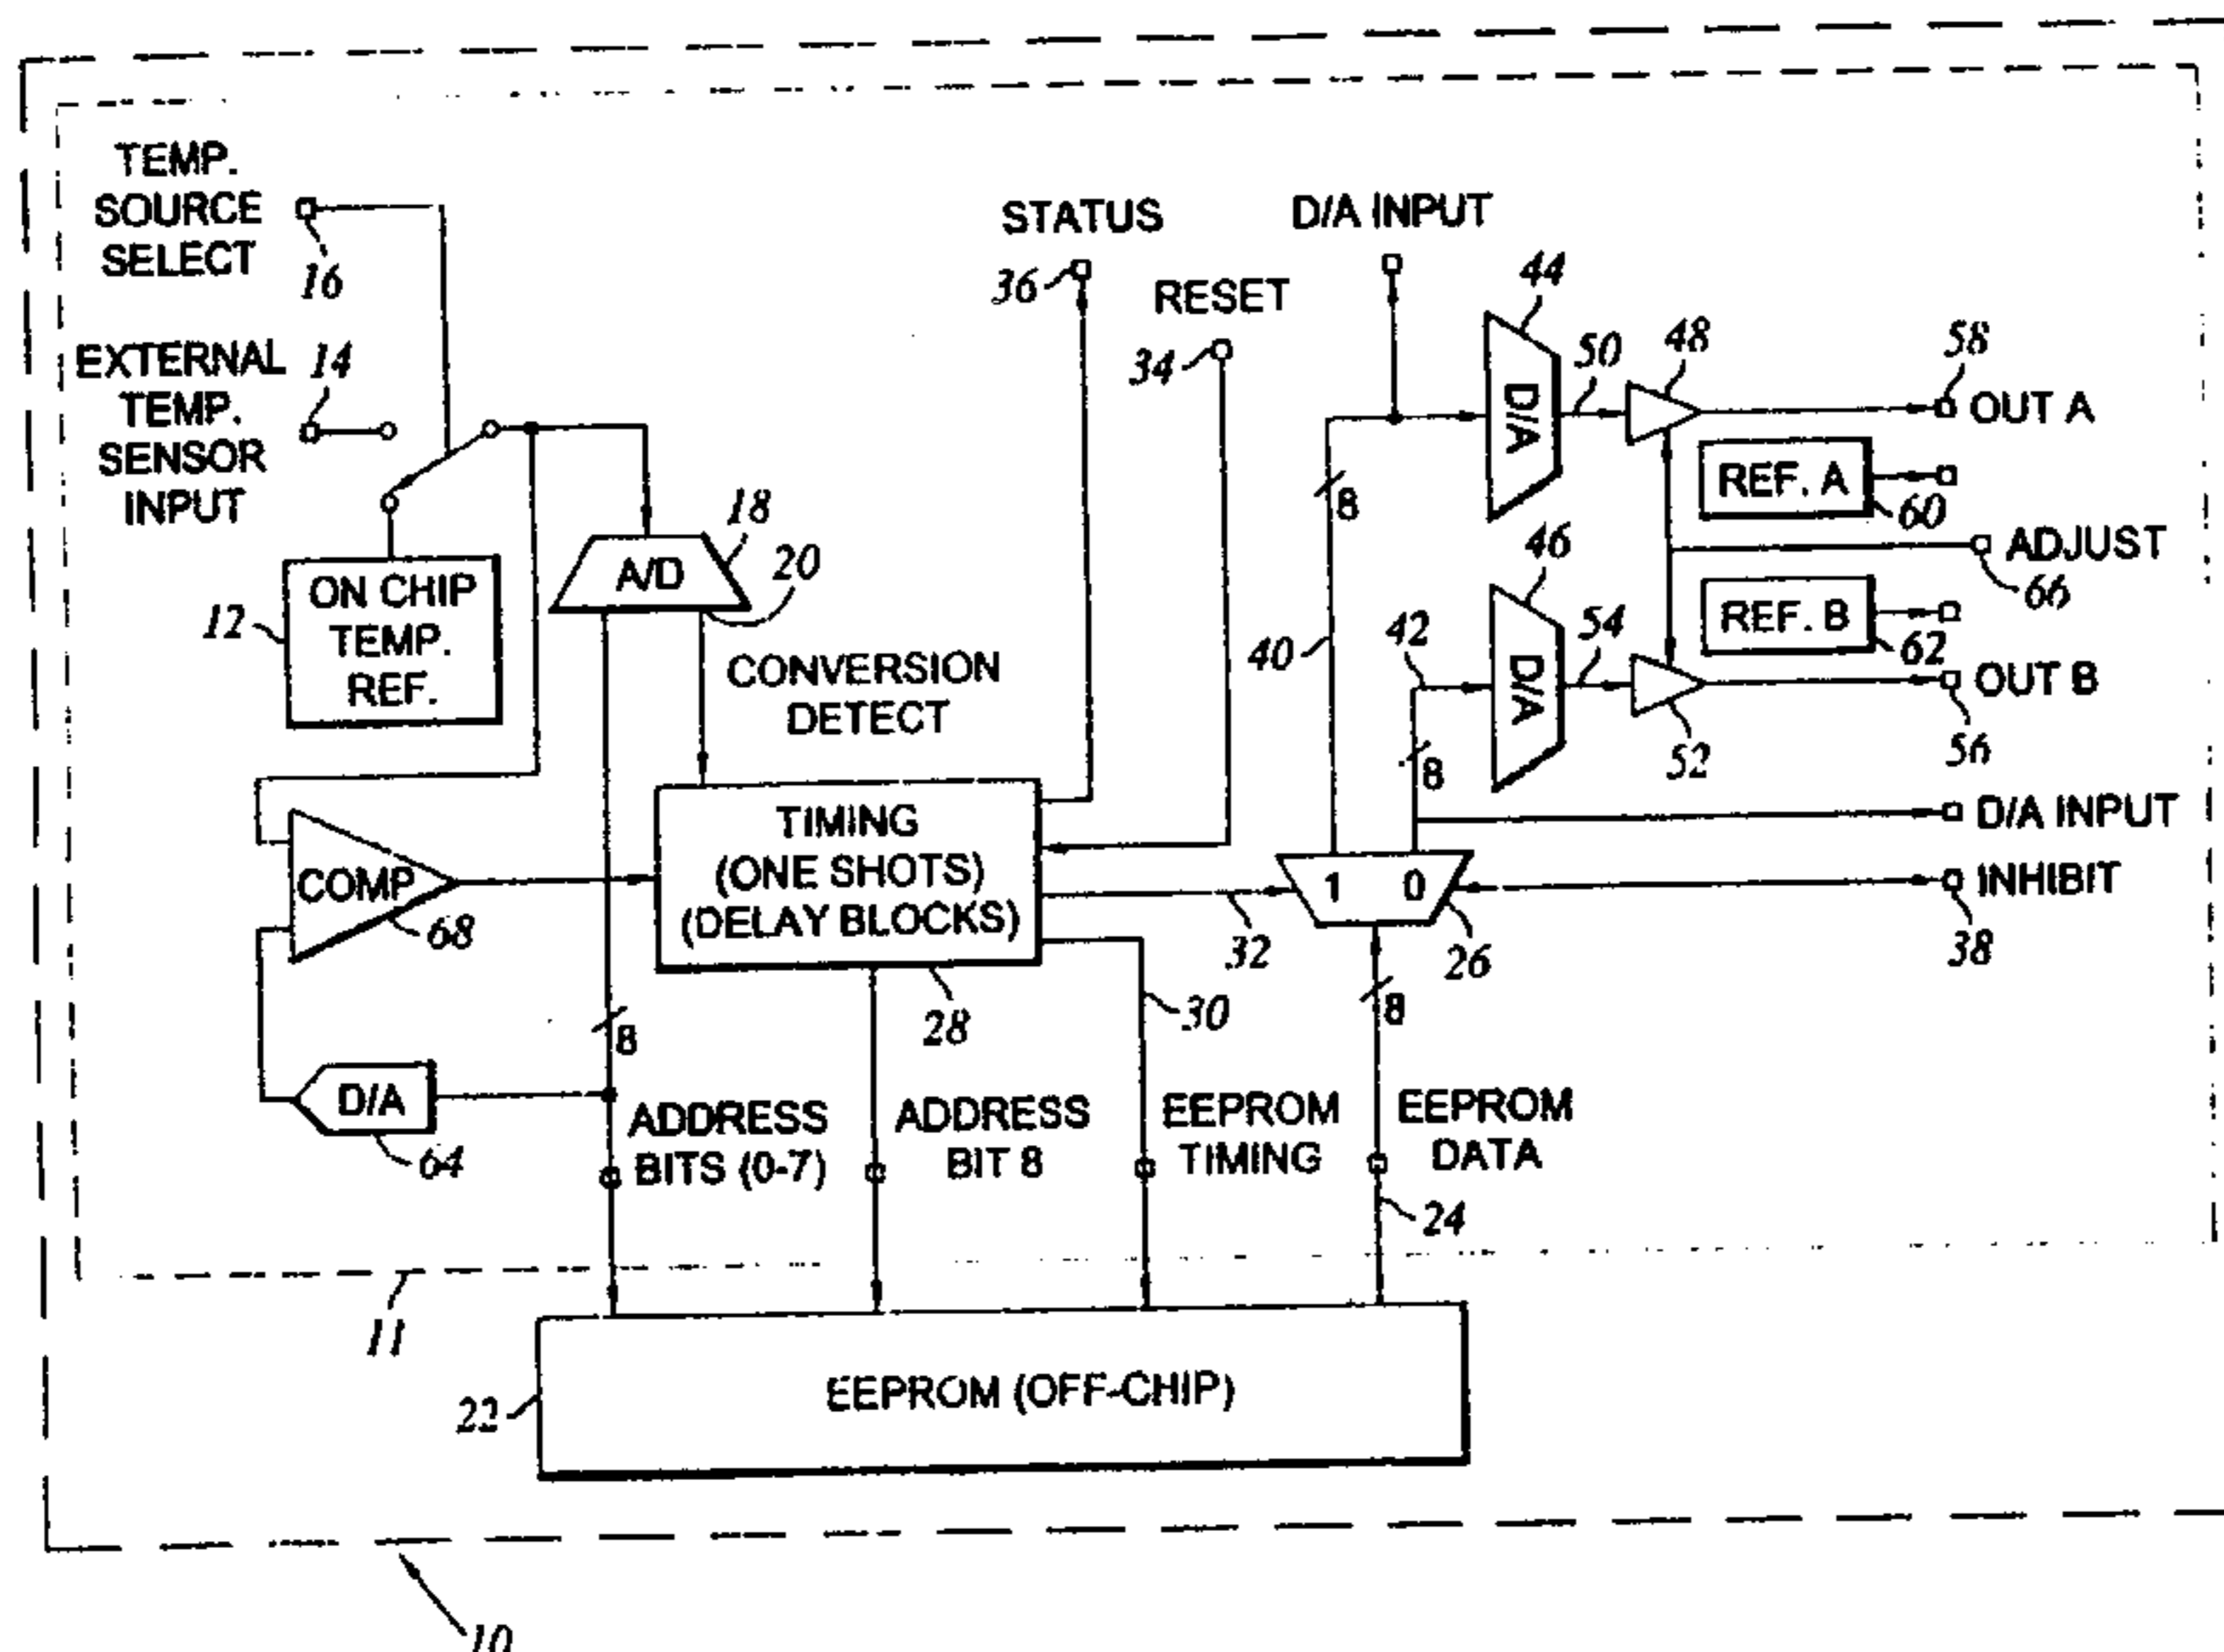 TEMP.
SOURCE
SELECT
16
EXTERNAL
TEMP.
SENSOR
INPUT
14
12
ON CHIP
TEMP.
REF.
A/D
18
20
CONVERSION
DETECT
STATUS
36
RESET
34
D/A INPUT
44
D/A
50
48
58
OUT A
REF. A
60
ADJUST
66
8
40
42
46
D/A
54
REF. B
62
OUT B
52
56
8
D/A INPUT
1
0
INHIBIT
26
38
COMP
68
TIMING
(ONE SHOTS)
(DELAY BLOCKS)
28
32
30
8
8
D/A
64
ADDRESS
BITS (0-7)
ADDRESS
BIT 8
EEPROM
TIMING
EEPROM
DATA
24
11
22
EEPROM (OFF-CHIP)
10